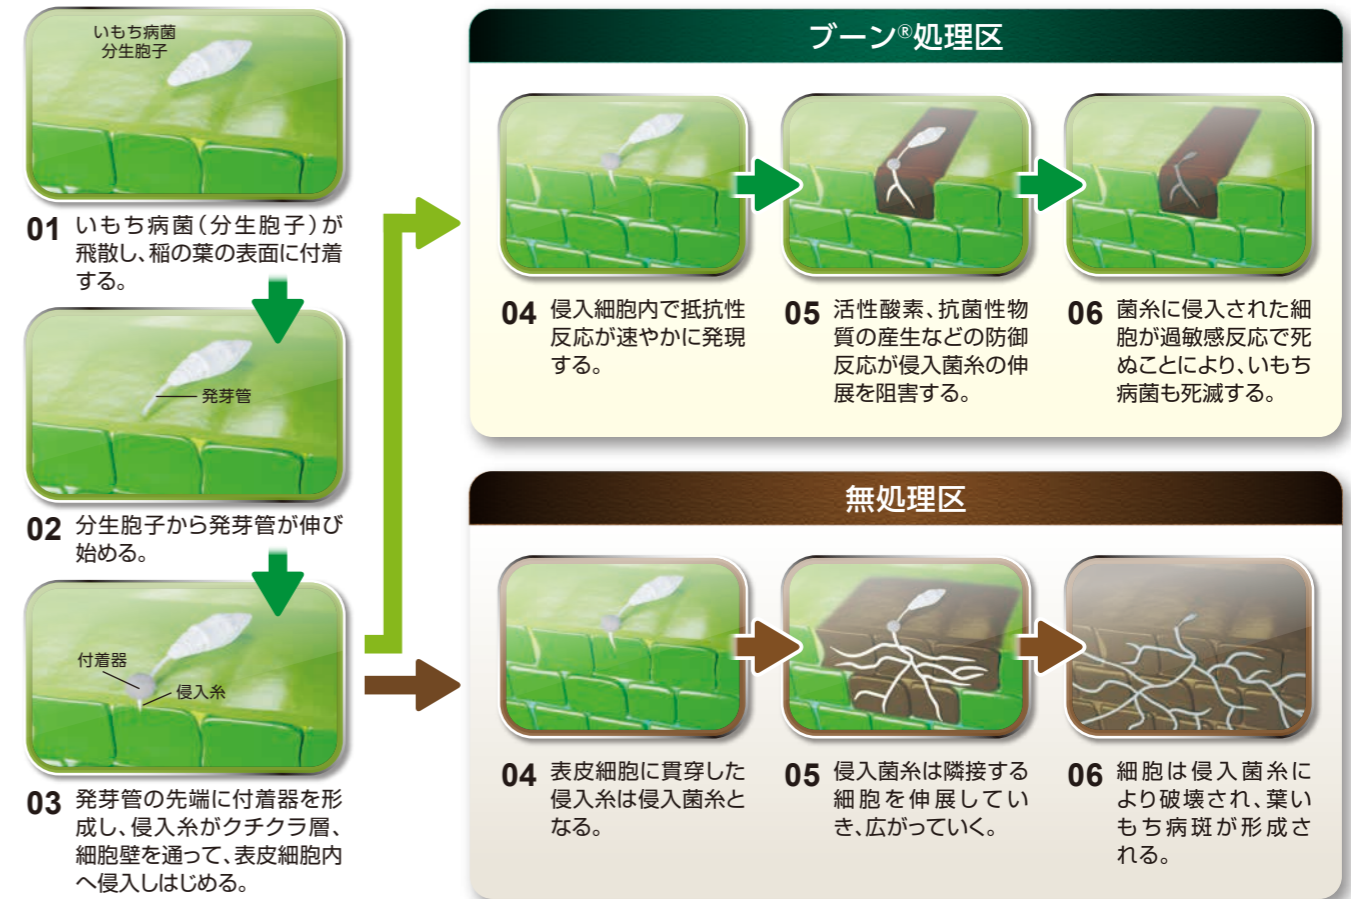 いもち病菌
分生胞子
01 いもち病菌(分生胞子)が
飛散し、稲の葉の表面に付着
する。
発芽管
02 分生胞子から発芽管が伸び
始める。
付着器
侵入糸
03 発芽管の先端に付着器を形
成し、侵入糸がクチクラ層、
細胞壁を通って、表皮細胞内
へ侵入しはじめる。
ブーン®処理区
04 侵入細胞内で抵抗性
反応が速やかに発現
する。
05 活性酸素、抗菌性物
質の産生などの防御
反応が侵入菌糸の伸
展を阻害する。
06 菌糸に侵入された細
胞が過敏感反応で死
ぬことにより、いもち
病菌も死滅する。
無処理区
04 表皮細胞に貫穿した
侵入糸は侵入菌糸と
なる。
05 侵入菌糸は隣接する
細胞を伸展してい
き、広がっていく。
06 細胞は侵入菌糸に
より破壊され、葉い
もち病斑が形成さ
れる。